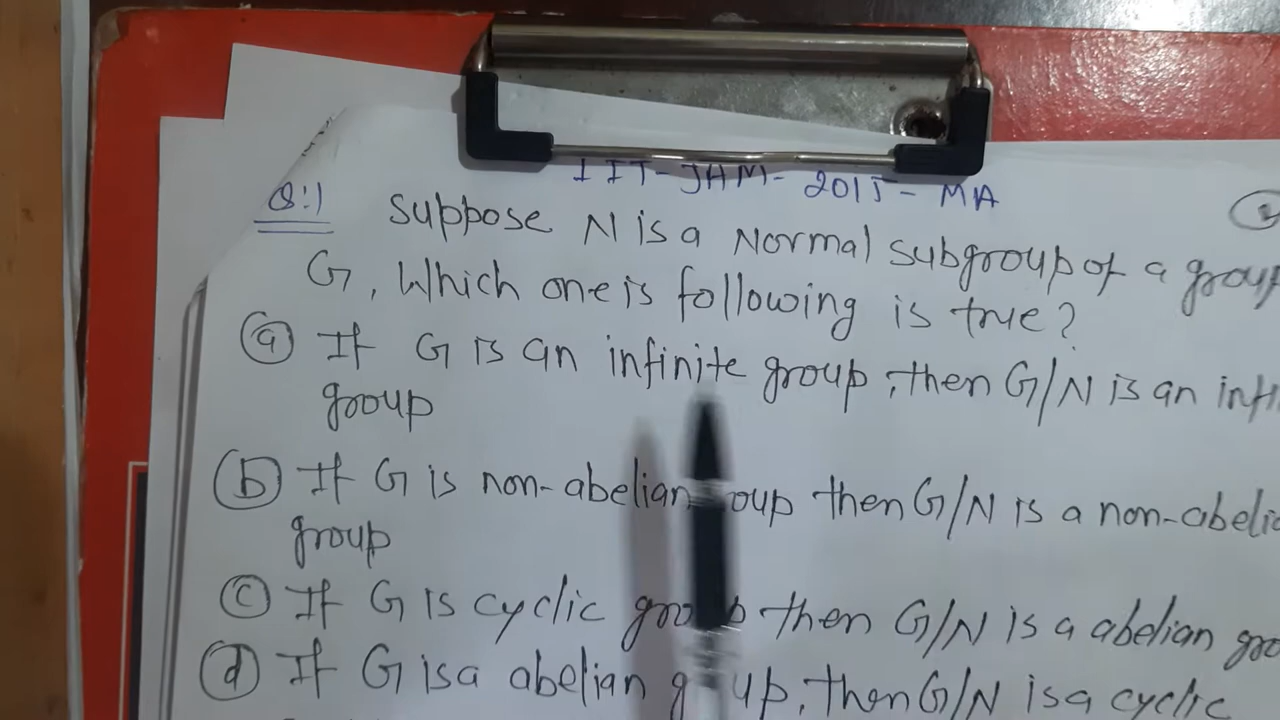 IIT-JAM-2015-MA
Q:1 Suppose N is a Normal subgroup of a group
G, Which one is following is true?
(a) If G is an infinite group, then G/N is an
group
(b) If G is non-abelian then G/N is a
group
(c) If G is cyclic then G/N is a abelian
(d) If G is a abelian then G/N is a cyclic